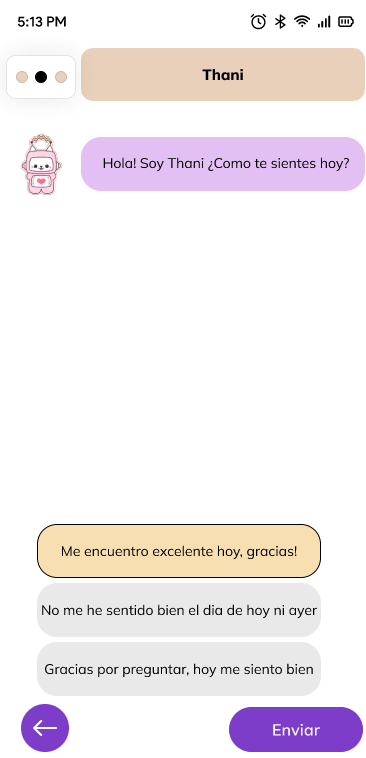 5:13 PM
Thani
Hola! Soy Thani ¿Como te sientes hoy?
Me encuentro excelente hoy, gracias!
No me he sentido bien el dia de hoy ni ayer
Gracias por preguntar, hoy me siento bien
Enviar